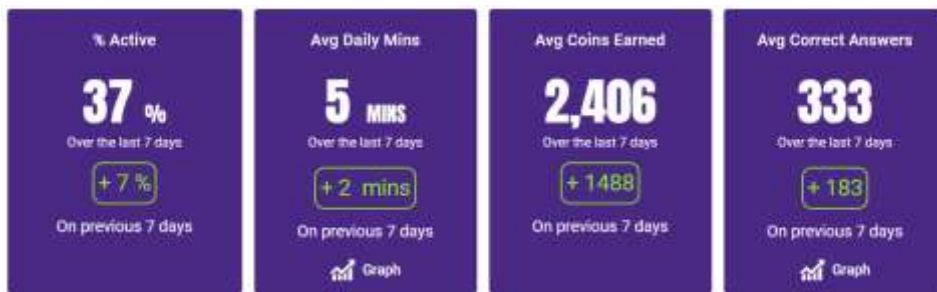 % Active
37 %
Over the last 7 days
+ 7 %
On previous 7 days
Avg Daily Mins
5 MINS
Over the last 7 days
+ 2 mins
On previous 7 days
Graph
Avg Coins Earned
2,406
Over the last 7 days
+ 1488
On previous 7 days
Avg Correct Answers
333
Over the last 7 days
+ 183
On previous 7 days
Graph